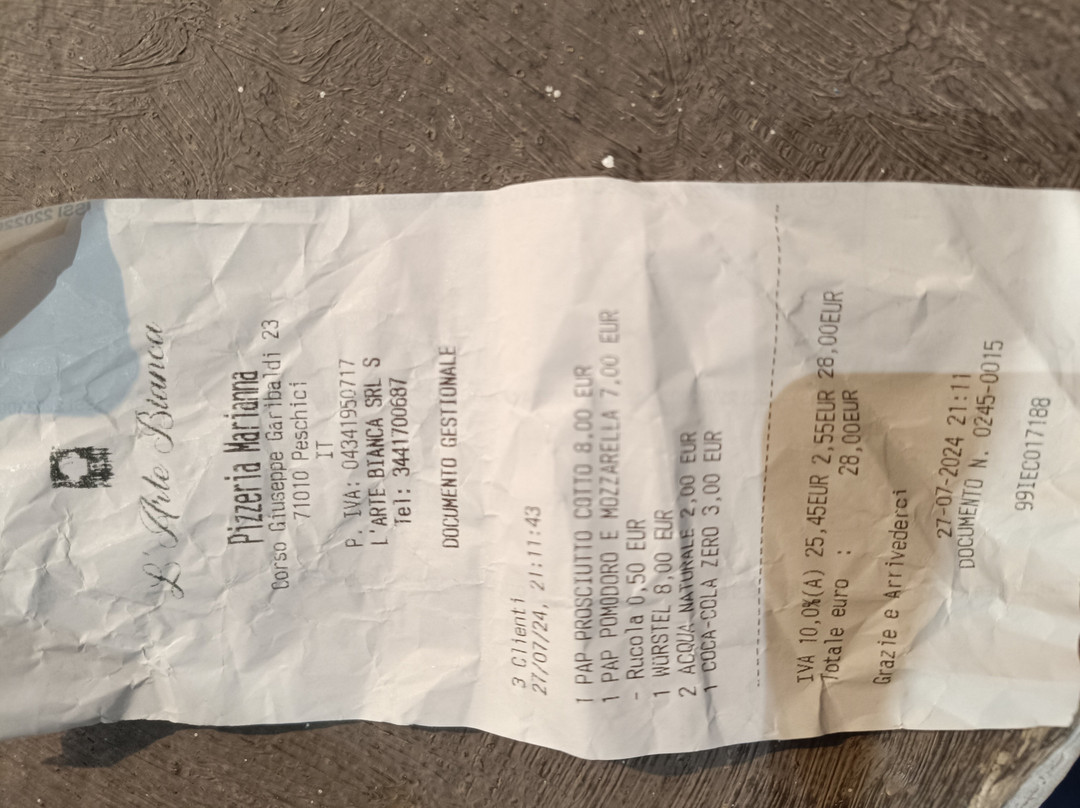 L'Arte Bianca
Pizzeria Marianna
Corso Giuseppe Garibaldi 23
71010 Peschici
IT
P. IVA: 04341950717
L'ARTE BIANCA SRL S
Tel: 3441700687
DOCUMENTO GESTIONALE
3 Clienti
27/07/24, 21:11:43
1 PAP PROSCIUTTO COTTO 8,00 EUR
1 PAP POMODORO E MOZZARELLA 7,00 EUR
- Rucola 0,50 EUR
1 WÜRSTEL 8,00 EUR
2 ACQUA NATURALE 2,00 EUR
1 COCA-COLA ZERO 3,00 EUR
IVA 10,0%(A) 25,45EUR 2,55EUR 28,00EUR
Totale euro : 28,00EUR
Grazie e Arrivederci
27-07-2024 21:11
DOCUMENTO N. 0245-0015
99IEC017188